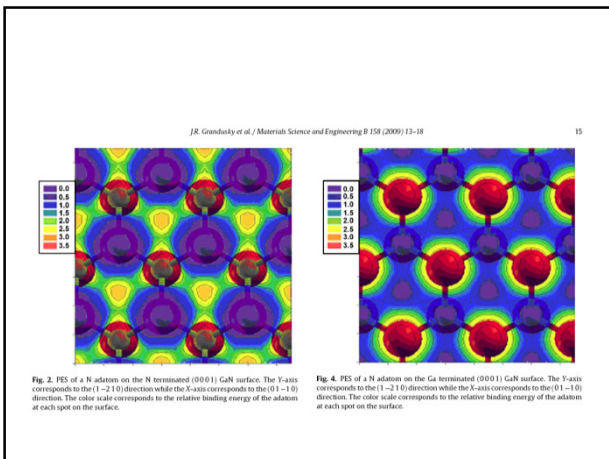 J.R. Grandusky et al. / Materials Science and Engineering B 158 (2009) 13–18
15
0.0
0.5
1.0
1.5
2.0
2.5
3.0
3.5
0.0
0.5
1.0
1.5
2.0
2.5
3.0
3.5
Fig. 2. PES of a N adatom on the N terminated (0 0 0 1) GaN surface. The Y-axis
corresponds to the (1 −2 1 0) direction while the X-axis corresponds to the (0 1 −1 0)
direction. The color scale corresponds to the relative binding energy of the adatom
at each spot on the surface.
Fig. 4. PES of a N adatom on the Ga terminated (0 0 0 1) GaN surface. The Y-axis
corresponds to the (1 −2 1 0) direction while the X-axis corresponds to the (0 1 −1 0)
direction. The color scale corresponds to the relative binding energy of the adatom
at each spot on the surface.